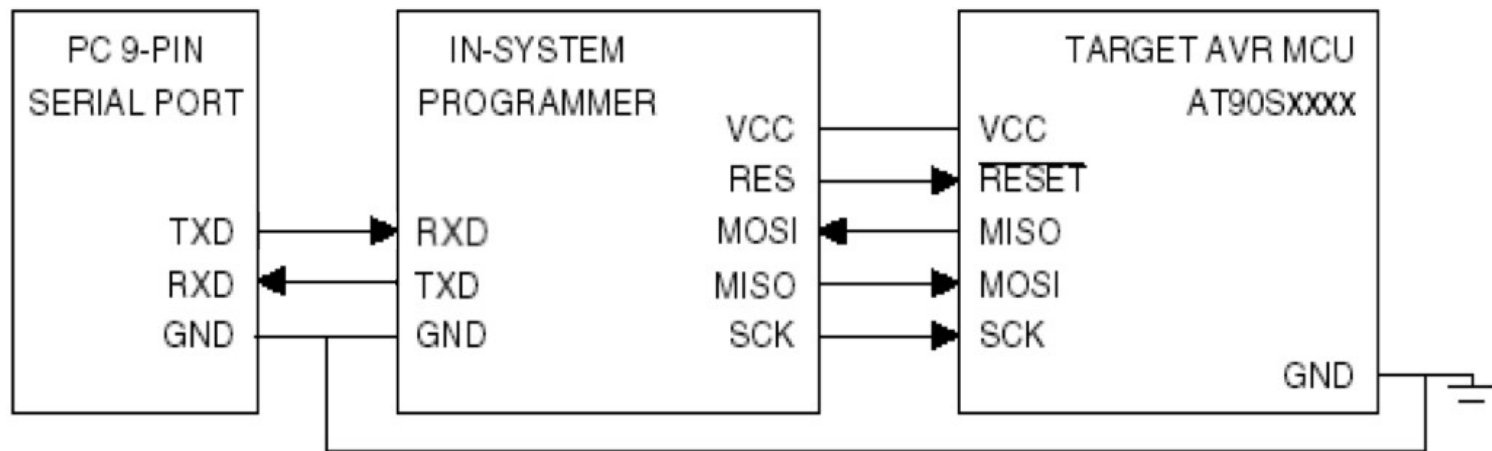 PC 9-PIN
SERIAL PORT
TXD
RXD
GND
IN-SYSTEM
PROGRAMMER
VCC
RES
RXD
MOSI
TXD
MISO
GND
SCK
TARGET AVR MCU
AT90SXXXX
VCC
RESET
MISO
MOSI
SCK
GND